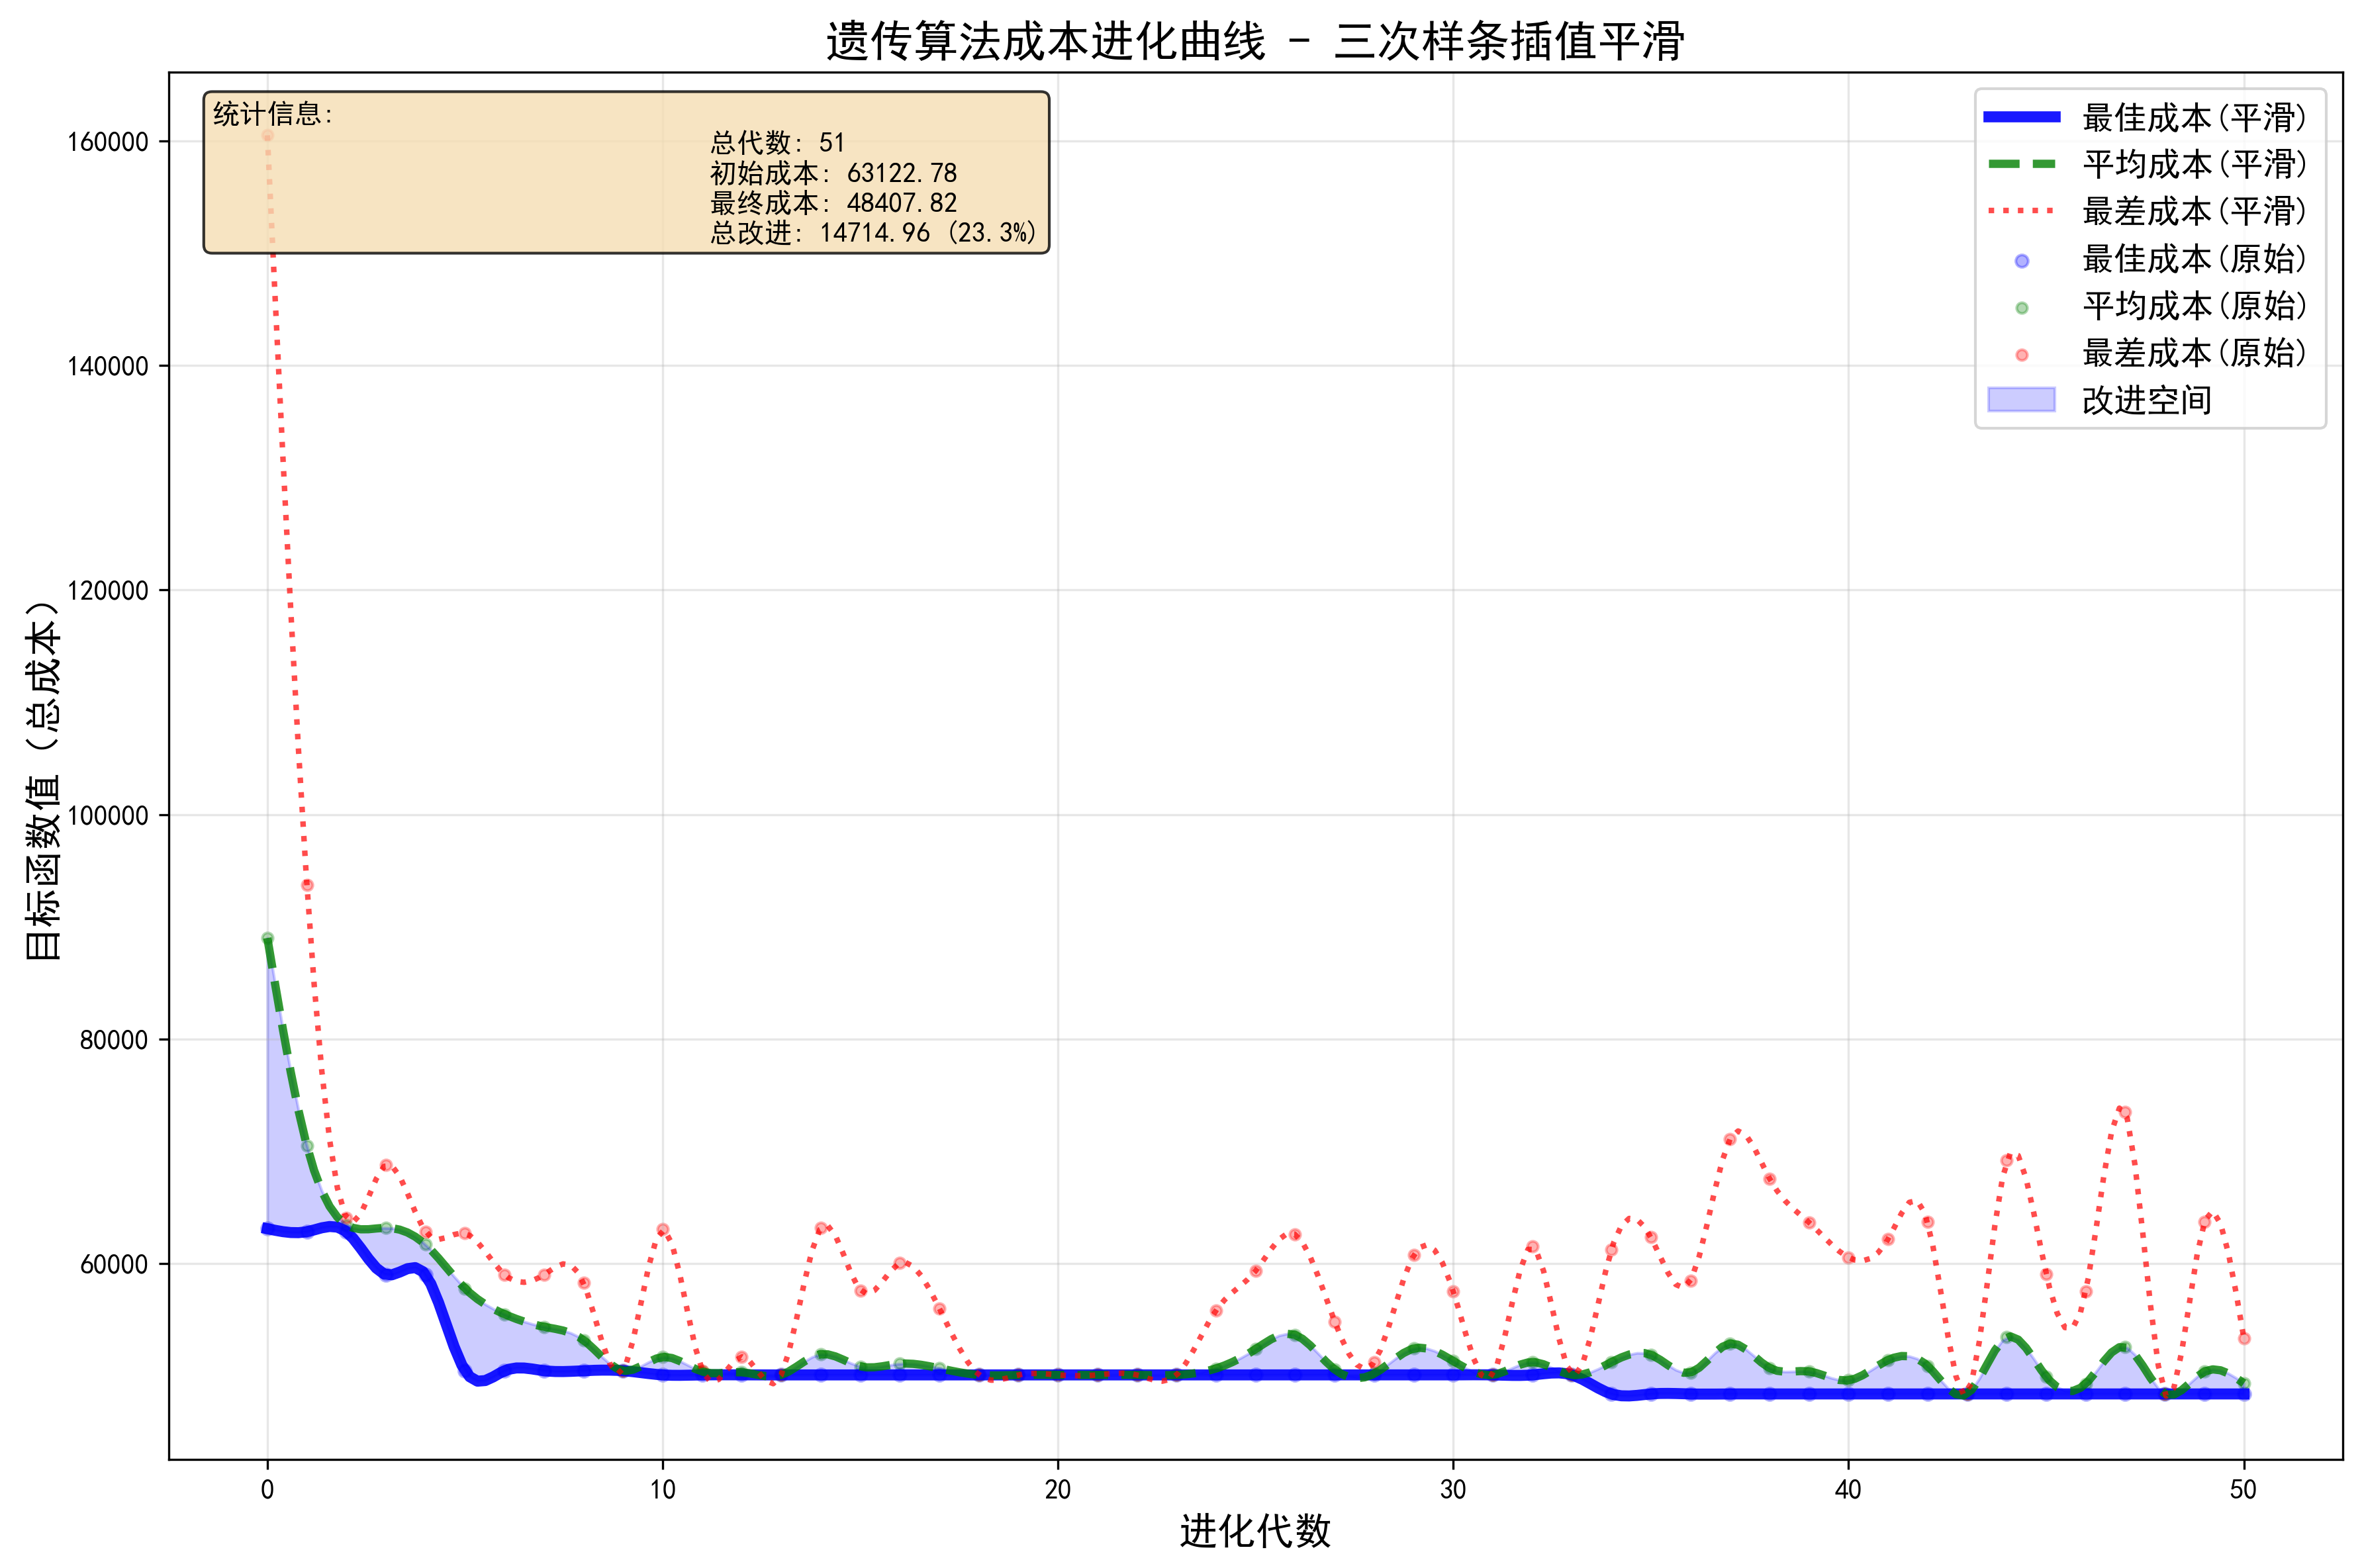 遗传算法成本进化曲线 - 三次样条插值平滑
统计信息:
总代数: 51
初始成本: 63122.78
最终成本: 48407.82
总改进: 14714.96 (23.3%)
最佳成本(平滑)
平均成本(平滑)
最差成本(平滑)
最佳成本(原始)
平均成本(原始)
最差成本(原始)
改进空间
目标函数值（总成本）
160000
140000
120000
100000
80000
60000
0 10 20 30 40 50
进化代数